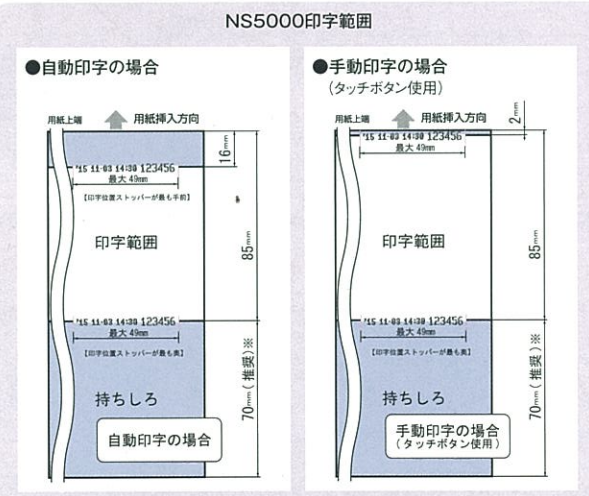 NS5000印字範囲
●自動印字の場合
用紙上端
用紙挿入方向
16mm
'15 11-03 14:30 123456
最大 49mm
【印字位置ストッパーが最も手前】
印字範囲
85mm
'15 11-03 14:30 123456
最大 49mm
【印字位置ストッパーが最も奥】
持ちしろ
70mm(推奨)※
自動印字の場合
●手動印字の場合
(タッチボタン使用)
用紙上端
用紙挿入方向
2mm
'15 11-03 14:30 123456
最大 49mm
印字範囲
85mm
'15 11-03 14:30 123456
最大 49mm
【印字位置ストッパーが最も奥】
持ちしろ
70mm(推奨)※
手動印字の場合
(タッチボタン使用)